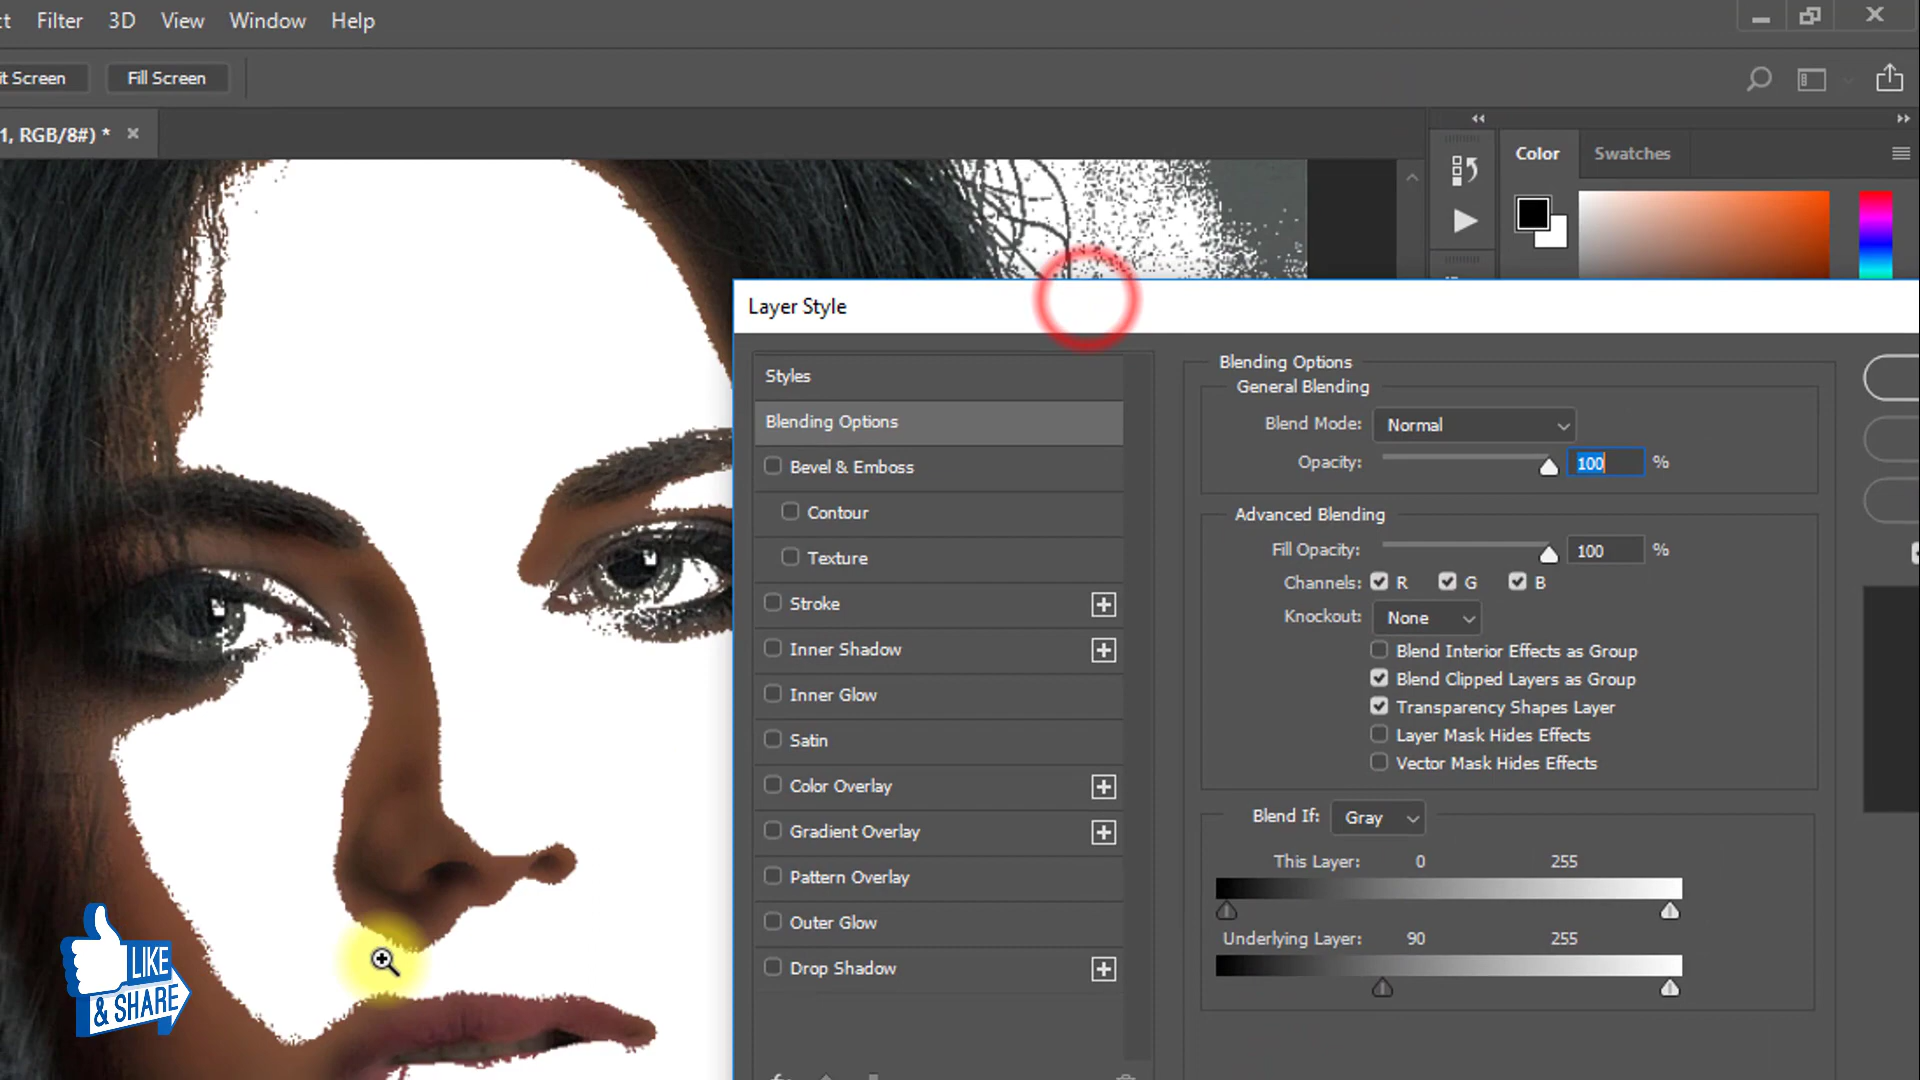 ct Filter 3D View Window Help
it Screen Fill Screen
1, RGB/8#) *
Color Swatches
Layer Style
Styles
Blending Options
Bevel & Emboss
Contour
Texture
Stroke
Inner Shadow
Inner Glow
Satin
Color Overlay
Gradient Overlay
Pattern Overlay
Outer Glow
Drop Shadow
Blending Options
General Blending
Blend Mode: Normal
Opacity: 100 %
Advanced Blending
Fill Opacity: 100 %
Channels: R G B
Knockout: None
Blend Interior Effects as Group
Blend Clipped Layers as Group
Transparency Shapes Layer
Layer Mask Hides Effects
Vector Mask Hides Effects
Blend If: Gray
This Layer: 0 255
Underlying Layer: 90 255
LIKE
& SHARE